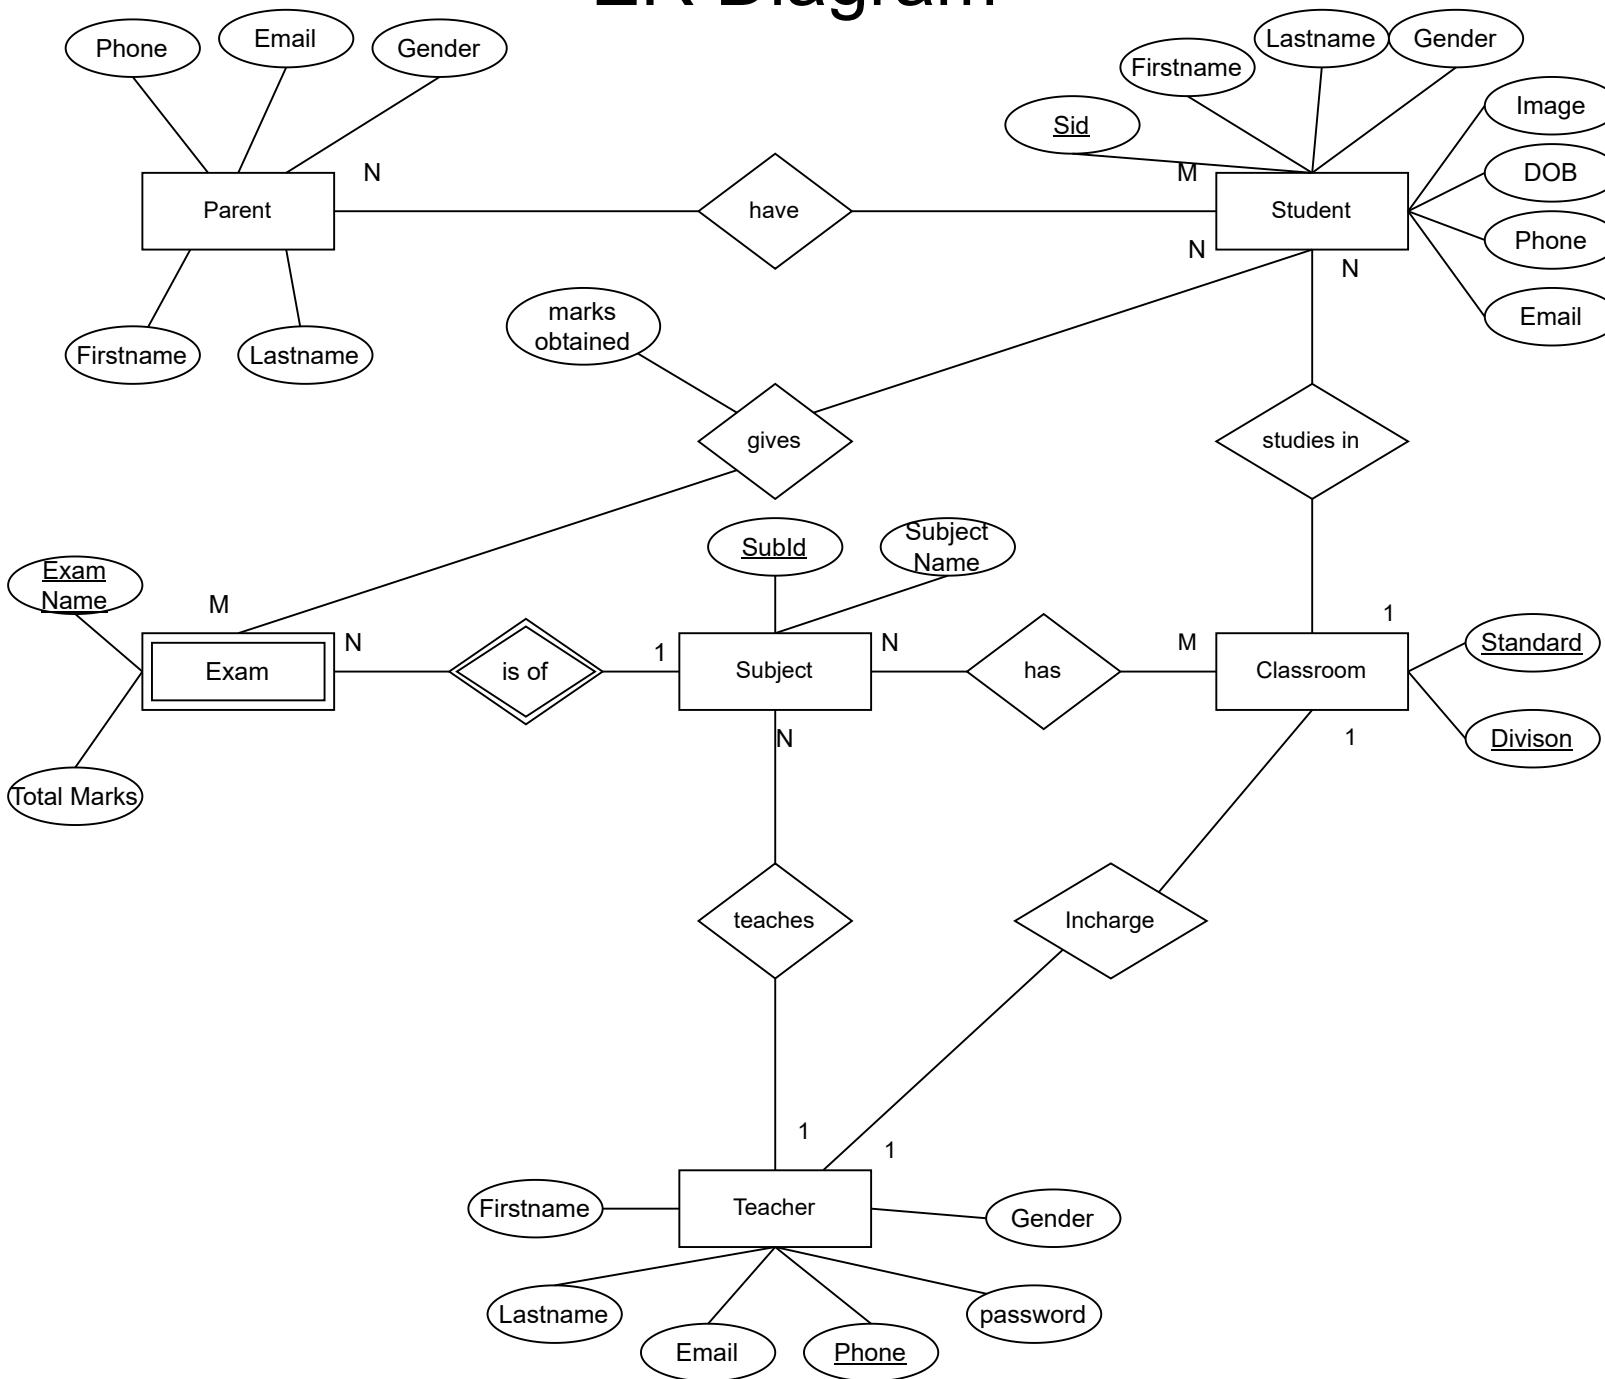 ER Diagram
Phone
Email
Gender
Firstname
Lastname
Gender
Sid
Image
DOB
Phone
Email
N
M
Parent
have
Student
N
N
marks
obtained
Firstname
Lastname
gives
studies in
SubId
Subject
Name
Exam
Name
M
1
N
1
N
M
Standard
Exam
is of
Subject
has
Classroom
N
1
Divison
Total Marks
teaches
Incharge
1
1
Firstname
Teacher
Gender
Lastname
password
Email
Phone